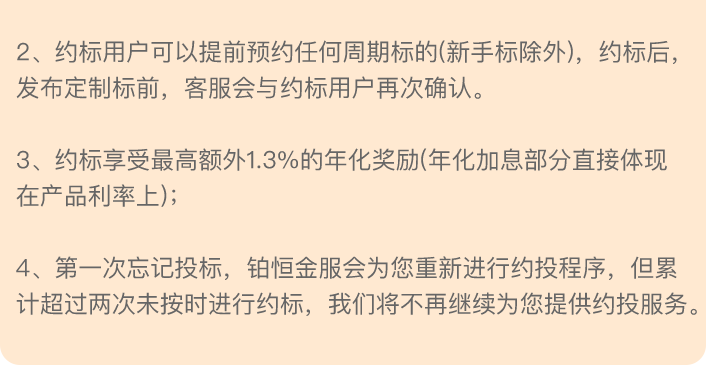 2、约标用户可以提前预约任何周期标的(新手标除外)，约标后，
发布定制标前，客服会与约标用户再次确认。
3、约标享受最高额外1.3%的年化奖励(年化加息部分直接体现
在产品利率上)；
4、第一次忘记投标，铂恒金服会为您重新进行约投程序，但累
计超过两次未按时进行约标，我们将不再继续为您提供约投服务。